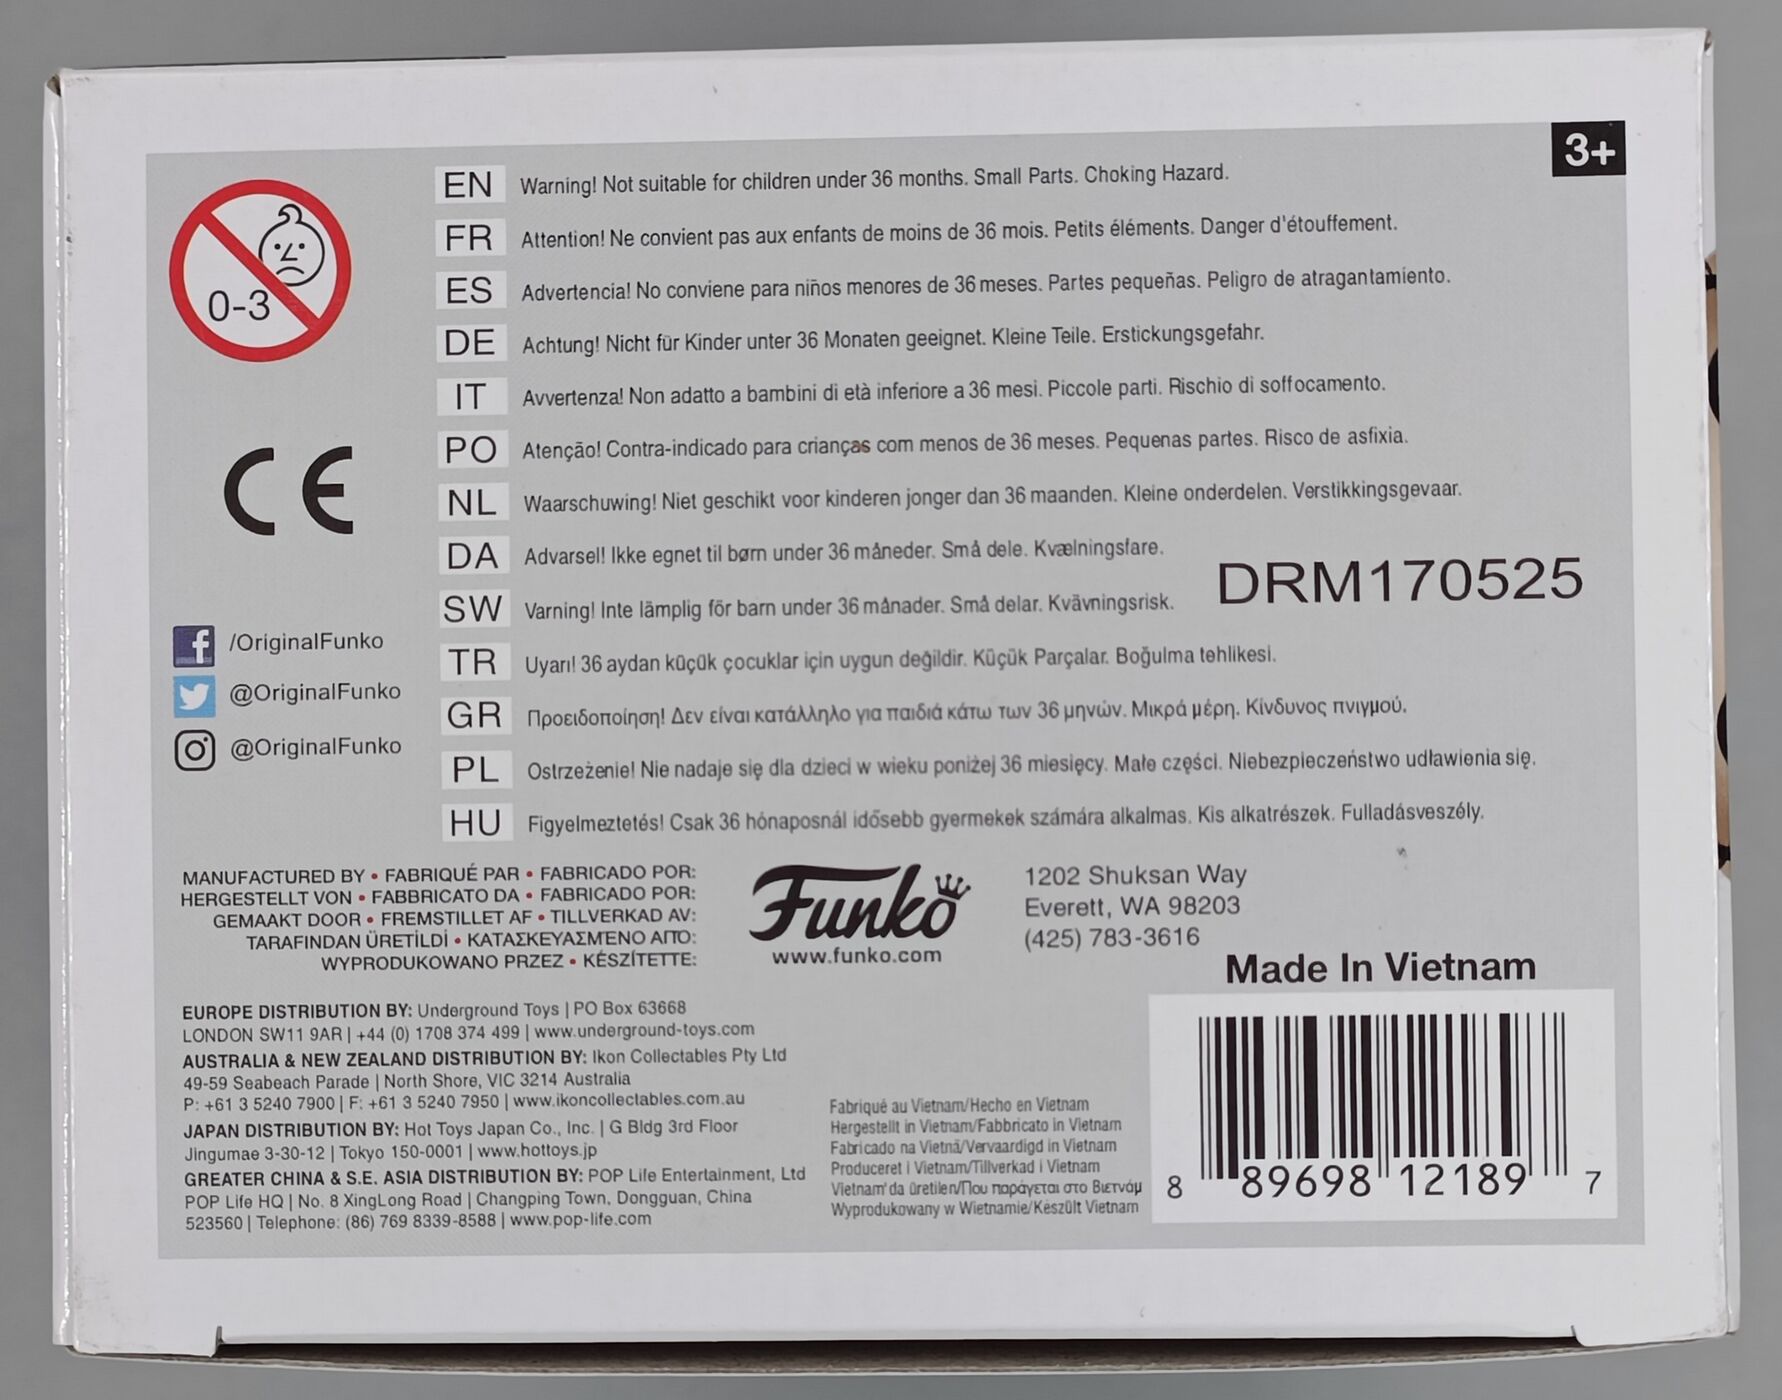 3+
0-3
EN Warning! Not suitable for children under 36 months. Small Parts. Choking Hazard.
FR Attention! Ne convient pas aux enfants de moins de 36 mois. Petits éléments. Danger d'étouffement.
ES Advertencia! No conviene para niños menores de 36 meses. Partes pequeñas. Peligro de atragantamiento.
DE Achtung! Nicht für Kinder unter 36 Monaten geeignet. Kleine Teile. Erstickungsgefahr.
IT Avvertenza! Non adatto a bambini di età inferiore a 36 mesi. Piccole parti. Rischio di soffocamento.
PO Atenção! Contra-indicado para crianças com menos de 36 meses. Pequenas partes. Risco de asfixia.
NL Waarschuwing! Niet geschikt voor kinderen jonger dan 36 maanden. Kleine onderdelen. Verstikkingsgevaar.
DA Advarsel! Ikke egnet til børn under 36 måneder. Små dele. Kvælningsfare.
SW Varning! Inte lämplig för barn under 36 månader. Små delar. Kvävningsrisk.
DRM170525
TR Uyarı! 36 aydan küçük çocuklar için uygun değildir. Küçük Parçalar. Boğulma tehlikesi.
GR Προειδοποίηση! Δεν είναι κατάλληλο για παιδιά κάτω των 36 μηνών. Μικρά μέρη. Κίνδυνος πνιγμού.
PL Ostrzeżenie! Nie nadaje się dla dzieci w wieku poniżej 36 miesięcy. Małe części. Niebezpieczeństwo udławienia się.
HU Figyelmeztetés! Csak 36 hónaposnál idősebb gyermekek számára alkalmas. Kis alkatrészek. Fulladásveszély.
CE
/OriginalFunko
@OriginalFunko
@OriginalFunko
MANUFACTURED BY • FABRIQUÉ PAR • FABRICADO POR:
HERGESTELLT VON • FABBRICATO DA • FABRICADO POR:
GEMAAKT DOOR • FREMSTILLET AF • TILLVERKAD AV:
TARAFINDAN ÜRETİLDİ • ΚΑΤΑΣΚΕΥΑΣΜΈΝΟ ΑΠΌ:
WYPRODUKOWANO PRZEZ • KÉSZÍTETTE:
Funko
www.funko.com
1202 Shuksan Way
Everett, WA 98203
(425) 783-3616
Made In Vietnam
EUROPE DISTRIBUTION BY: Underground Toys | PO Box 63668
LONDON SW11 9AR | +44 (0) 1708 374 499 | www.underground-toys.com
AUSTRALIA & NEW ZEALAND DISTRIBUTION BY: Ikon Collectables Pty Ltd
49-59 Seabeach Parade | North Shore, VIC 3214 Australia
P: +61 3 5240 7900 | F: +61 3 5240 7950 | www.ikoncollectables.com.au
JAPAN DISTRIBUTION BY: Hot Toys Japan Co., Inc. | G Bldg 3rd Floor
Jingumae 3-30-12 | Tokyo 150-0001 | www.hottoys.jp
GREATER CHINA & S.E. ASIA DISTRIBUTION BY: POP Life Entertainment, Ltd
POP Life HQ | No. 8 XingLong Road | Changping Town, Dongguan, China
523560 | Telephone: (86) 769 8339-8588 | www.pop-life.com
Fabriqué au Vietnam/Hecho en Vietnam
Hergestellt in Vietnam/Fabbricato in Vietnam
Fabricado na Vietnã/Vervaardigd in Vietnam
Produceret i Vietnam/Tillverkad i Vietnam
Vietnam'da üretilen/Που παράγεται στο Βιετνάμ
Wyprodukowany w Wietnamie/Készült Vietnam
8 89698 12189 7